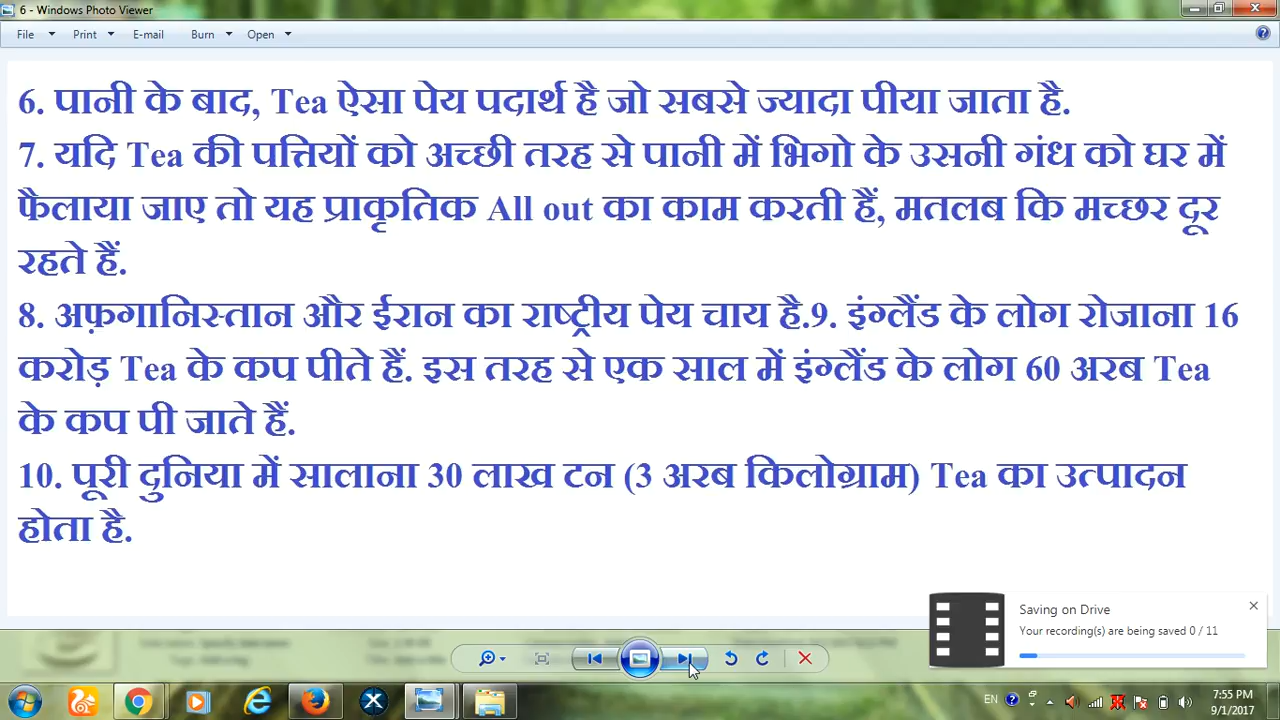 6 - Windows Photo Viewer
File Print E-mail Burn Open
6. पानी के बाद, Tea ऐसा पेय पदार्थ है जो सबसे ज्यादा पीया जाता है.
7. यदि Tea की पत्तियों को अच्छी तरह से पानी में भिगो के उसनी गंध को घर में
फैलाया जाए तो यह प्राकृतिक All out का काम करती हैं, मतलब कि मच्छर दूर
रहते हैं.
8. अफ़गानिस्तान और ईरान का राष्ट्रीय पेय चाय है.9. इंग्लैंड के लोग रोजाना 16
करोड़ Tea के कप पीते हैं. इस तरह से एक साल में इंग्लैंड के लोग 60 अरब Tea
के कप पी जाते हैं.
10. पूरी दुनिया में सालाना 30 लाख टन (3 अरब किलोग्राम) Tea का उत्पादन
होता है.
Saving on Drive
Your recording(s) are being saved 0 / 11
EN
7:55 PM
9/1/2017